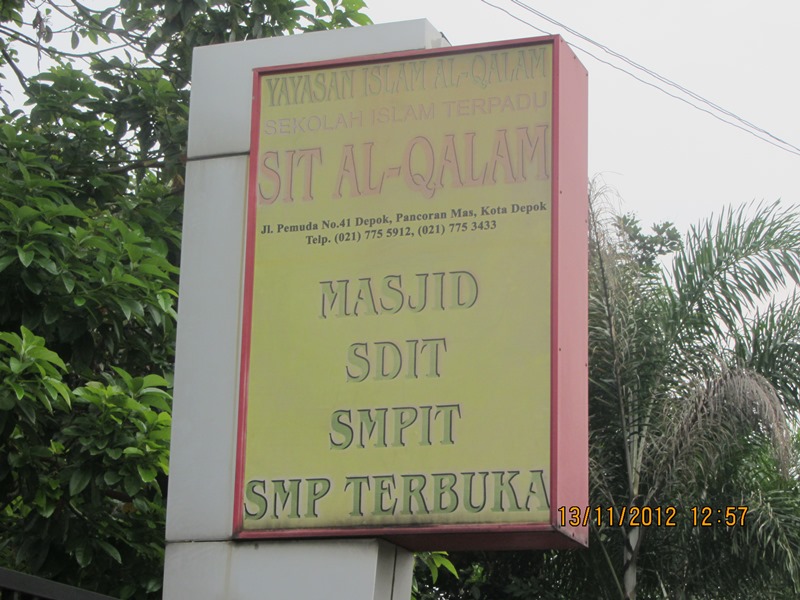 YAYASAN ISLAM AL-QALAM
SEKOLAH ISLAM TERPADU
SIT AL-QALAM
Jl. Pemuda No.41 Depok, Pancoran Mas, Kota Depok
Telp. (021) 775 5912, (021) 775 3433
MASJID
SDIT
SMPIT
SMP TERBUKA
13/11/2012 12:57